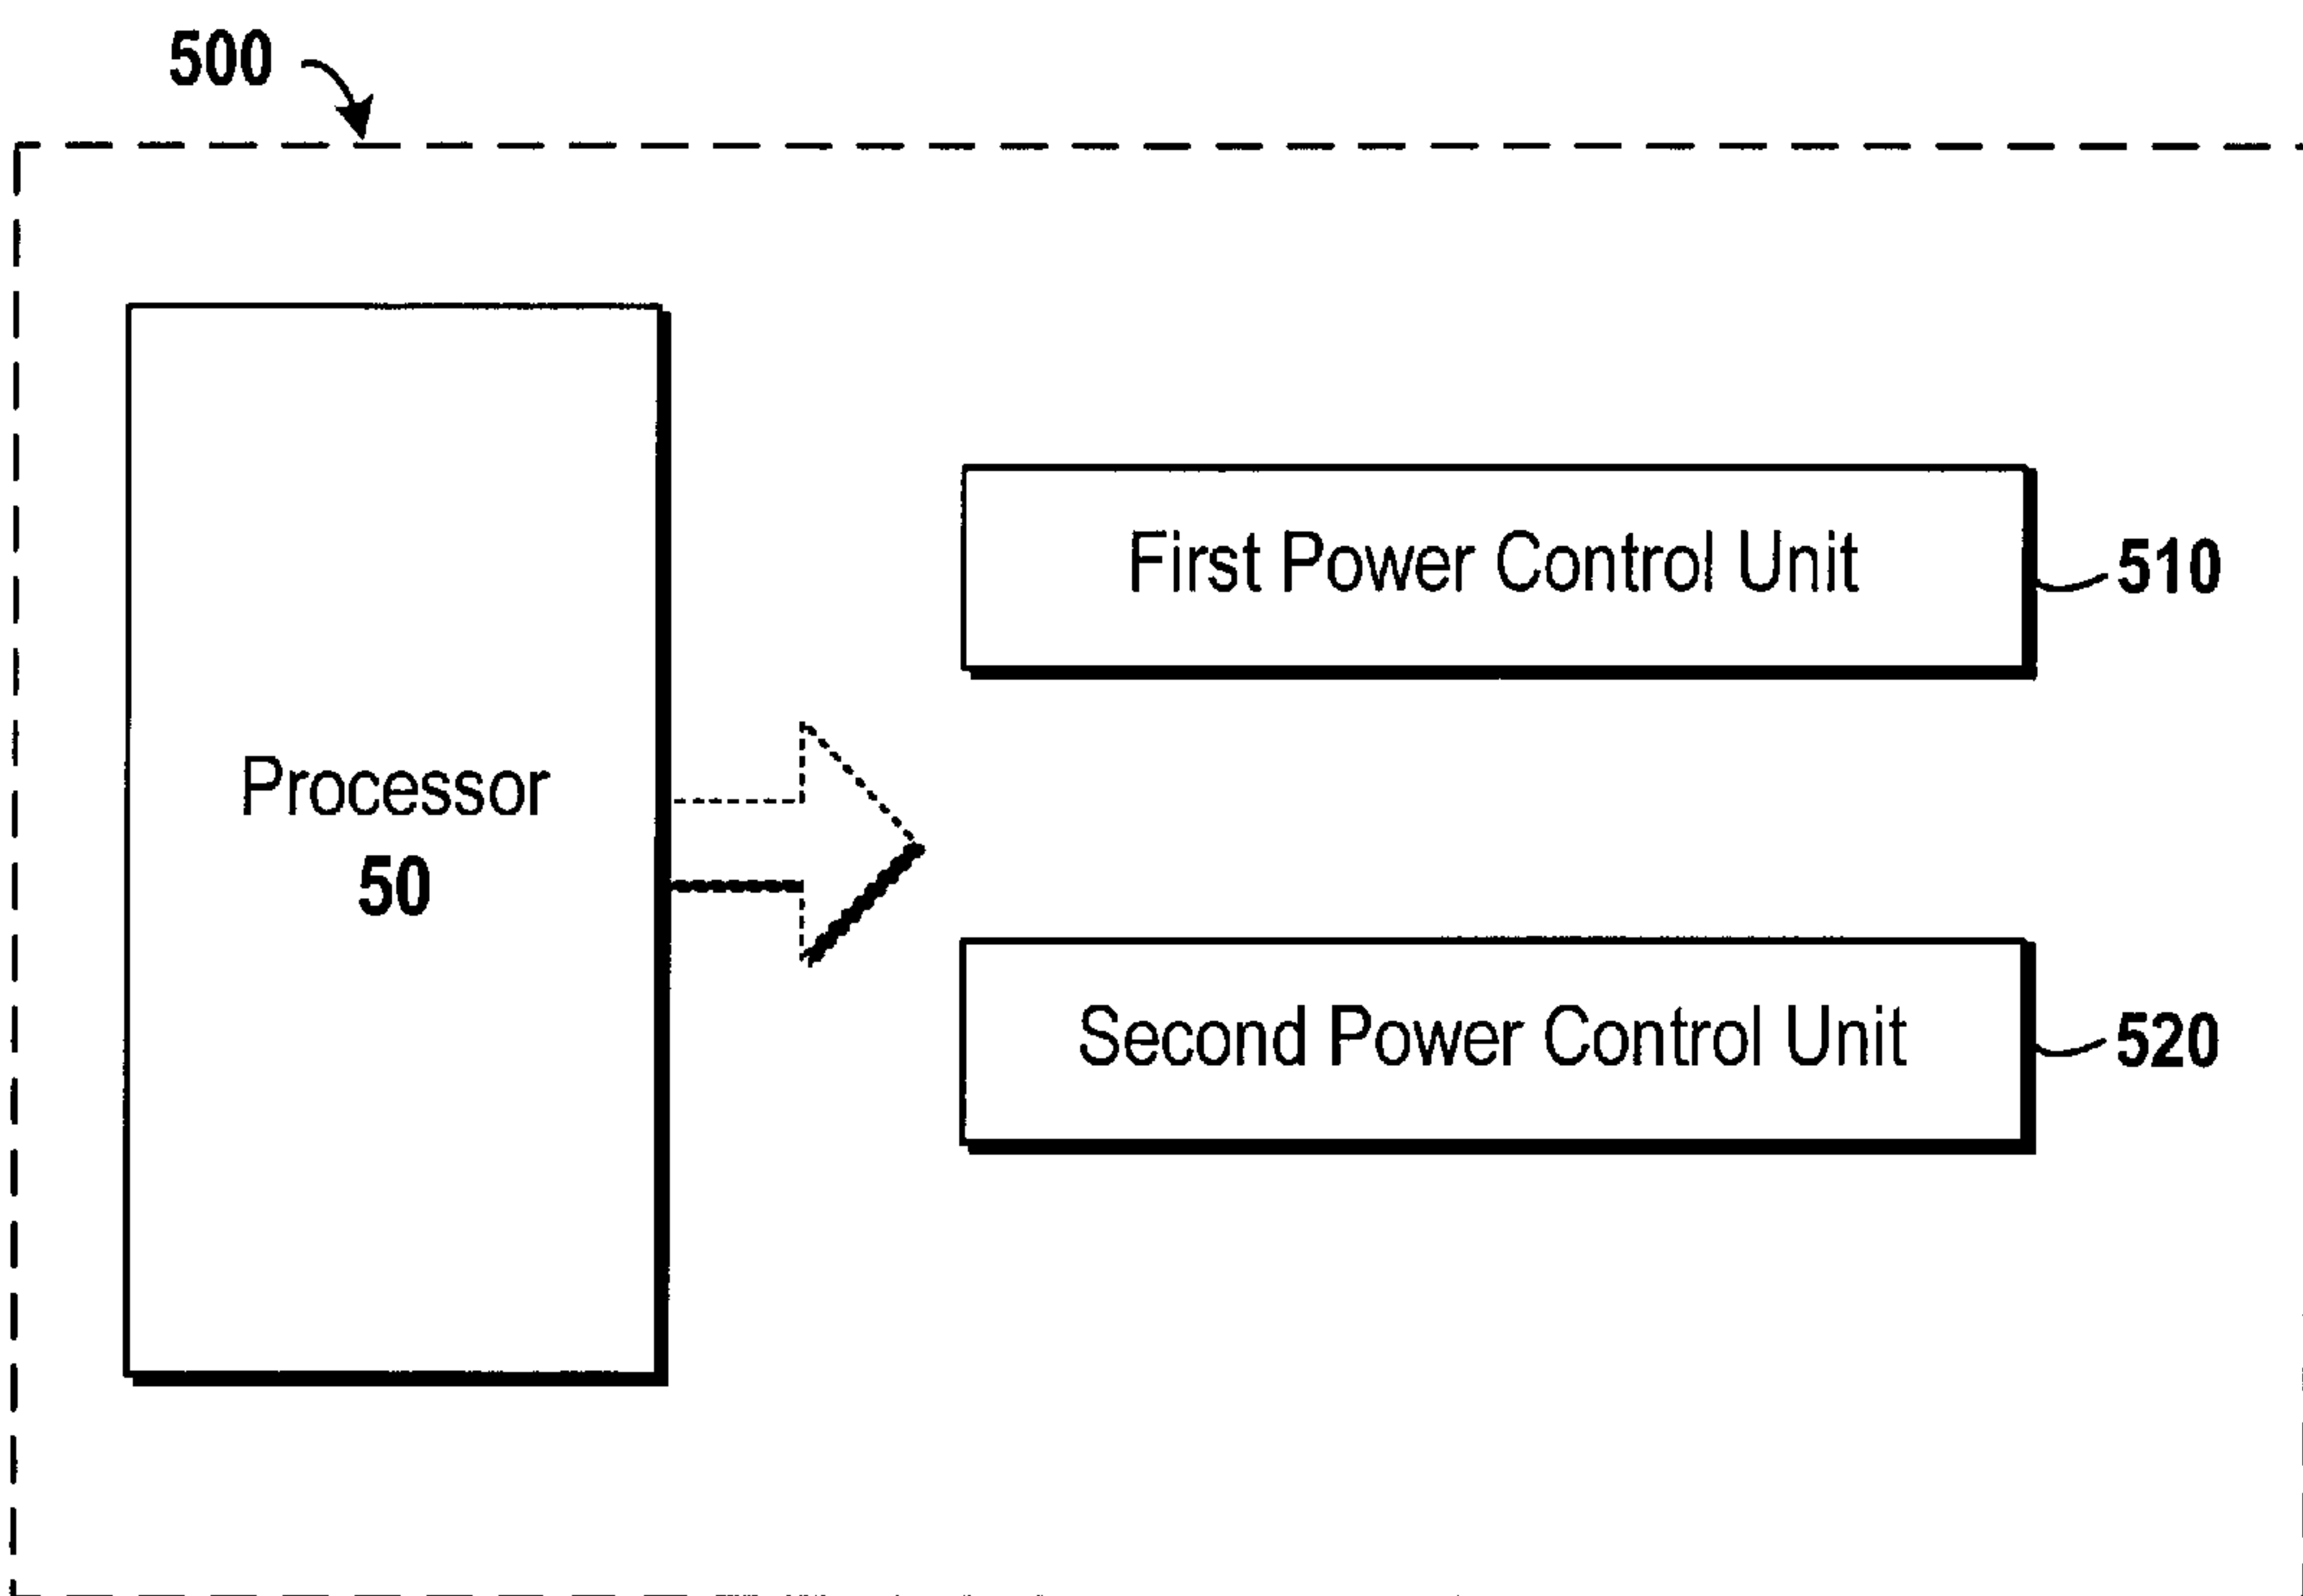 500
First Power Control Unit
510
Processor
50
Second Power Control Unit
520